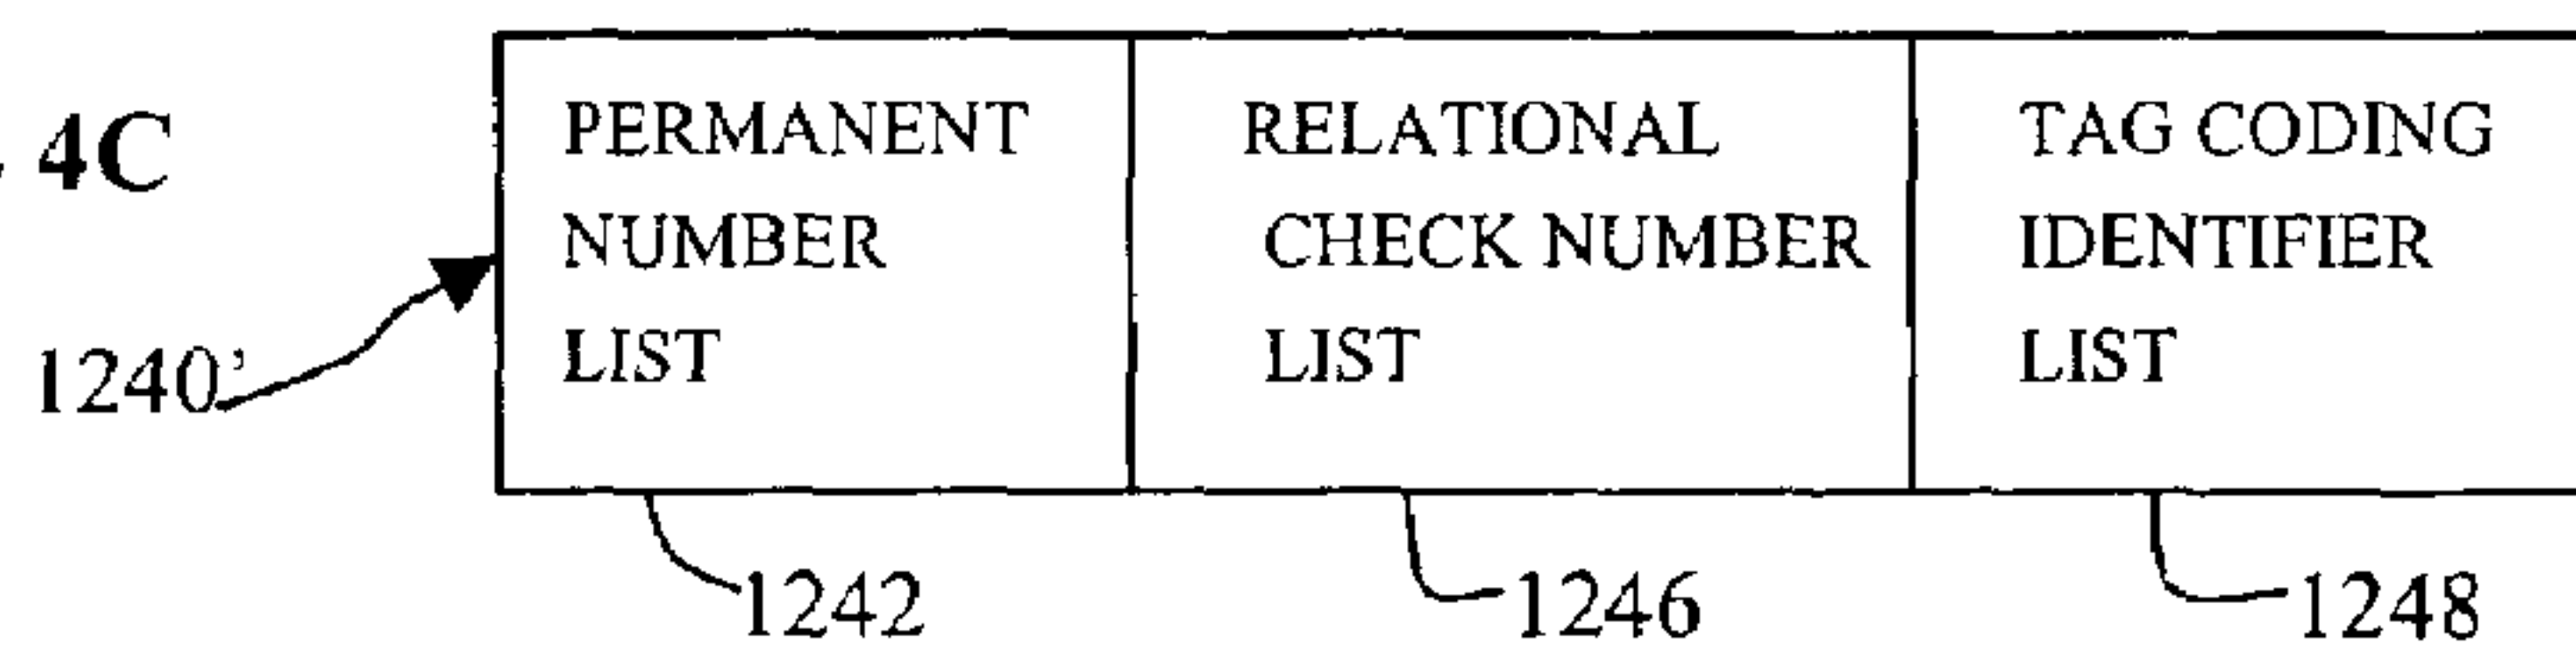 4C
PERMANENT
NUMBER
LIST
RELATIONAL
CHECK NUMBER
LIST
TAG CODING
IDENTIFIER
LIST
1240'
1242
1246
1248